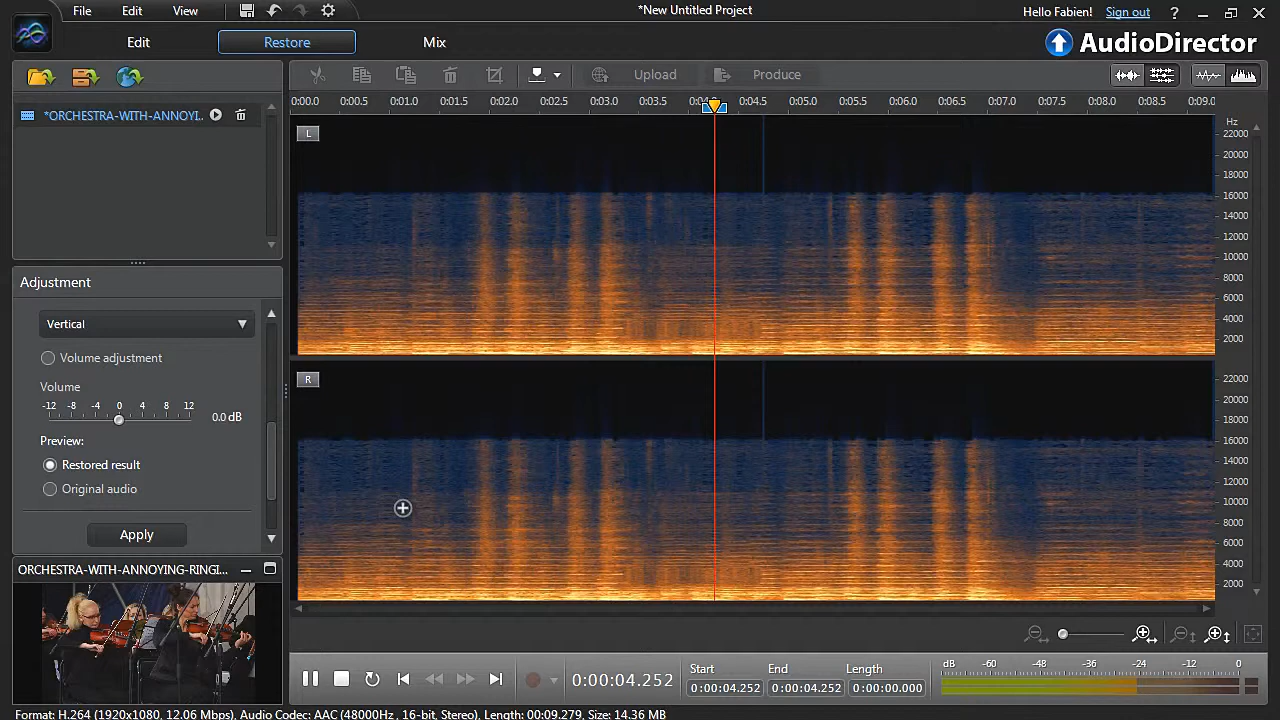 File Edit View
*New Untitled Project
Hello Fabien! Sign out ?
Edit Restore Mix
AudioDirector
Upload Produce
*ORCHESTRA-WITH-ANNOYI..
0:00.0 0:00.5 0:01.0 0:01.5 0:02.0 0:02.5 0:03.0 0:03.5 0:04.5 0:05.0 0:05.5 0:06.0 0:06.5 0:07.0 0:07.5 0:08.0 0:08.5 0:09.0
L
Hz
22000
20000
18000
16000
14000
12000
10000
8000
6000
4000
2000
R
22000
20000
18000
16000
14000
12000
10000
8000
6000
4000
2000
Adjustment
Vertical
Volume adjustment
Volume
-12 -8 -4 0 4 8 12
0.0 dB
Preview:
Restored result
Original audio
Apply
ORCHESTRA-WITH-ANNOYING-RINGI...
0:00:04.252
Start End Length
0:00:04.252 0:00:04.252 0:00:00.000
dB -60 -48 -36 -24 -12 0
Format: H.264 (1920x1080, 12.06 Mbps), Audio Codec: AAC (48000Hz , 16-bit, Stereo), Length: 00:09.279, Size: 14.36 MB